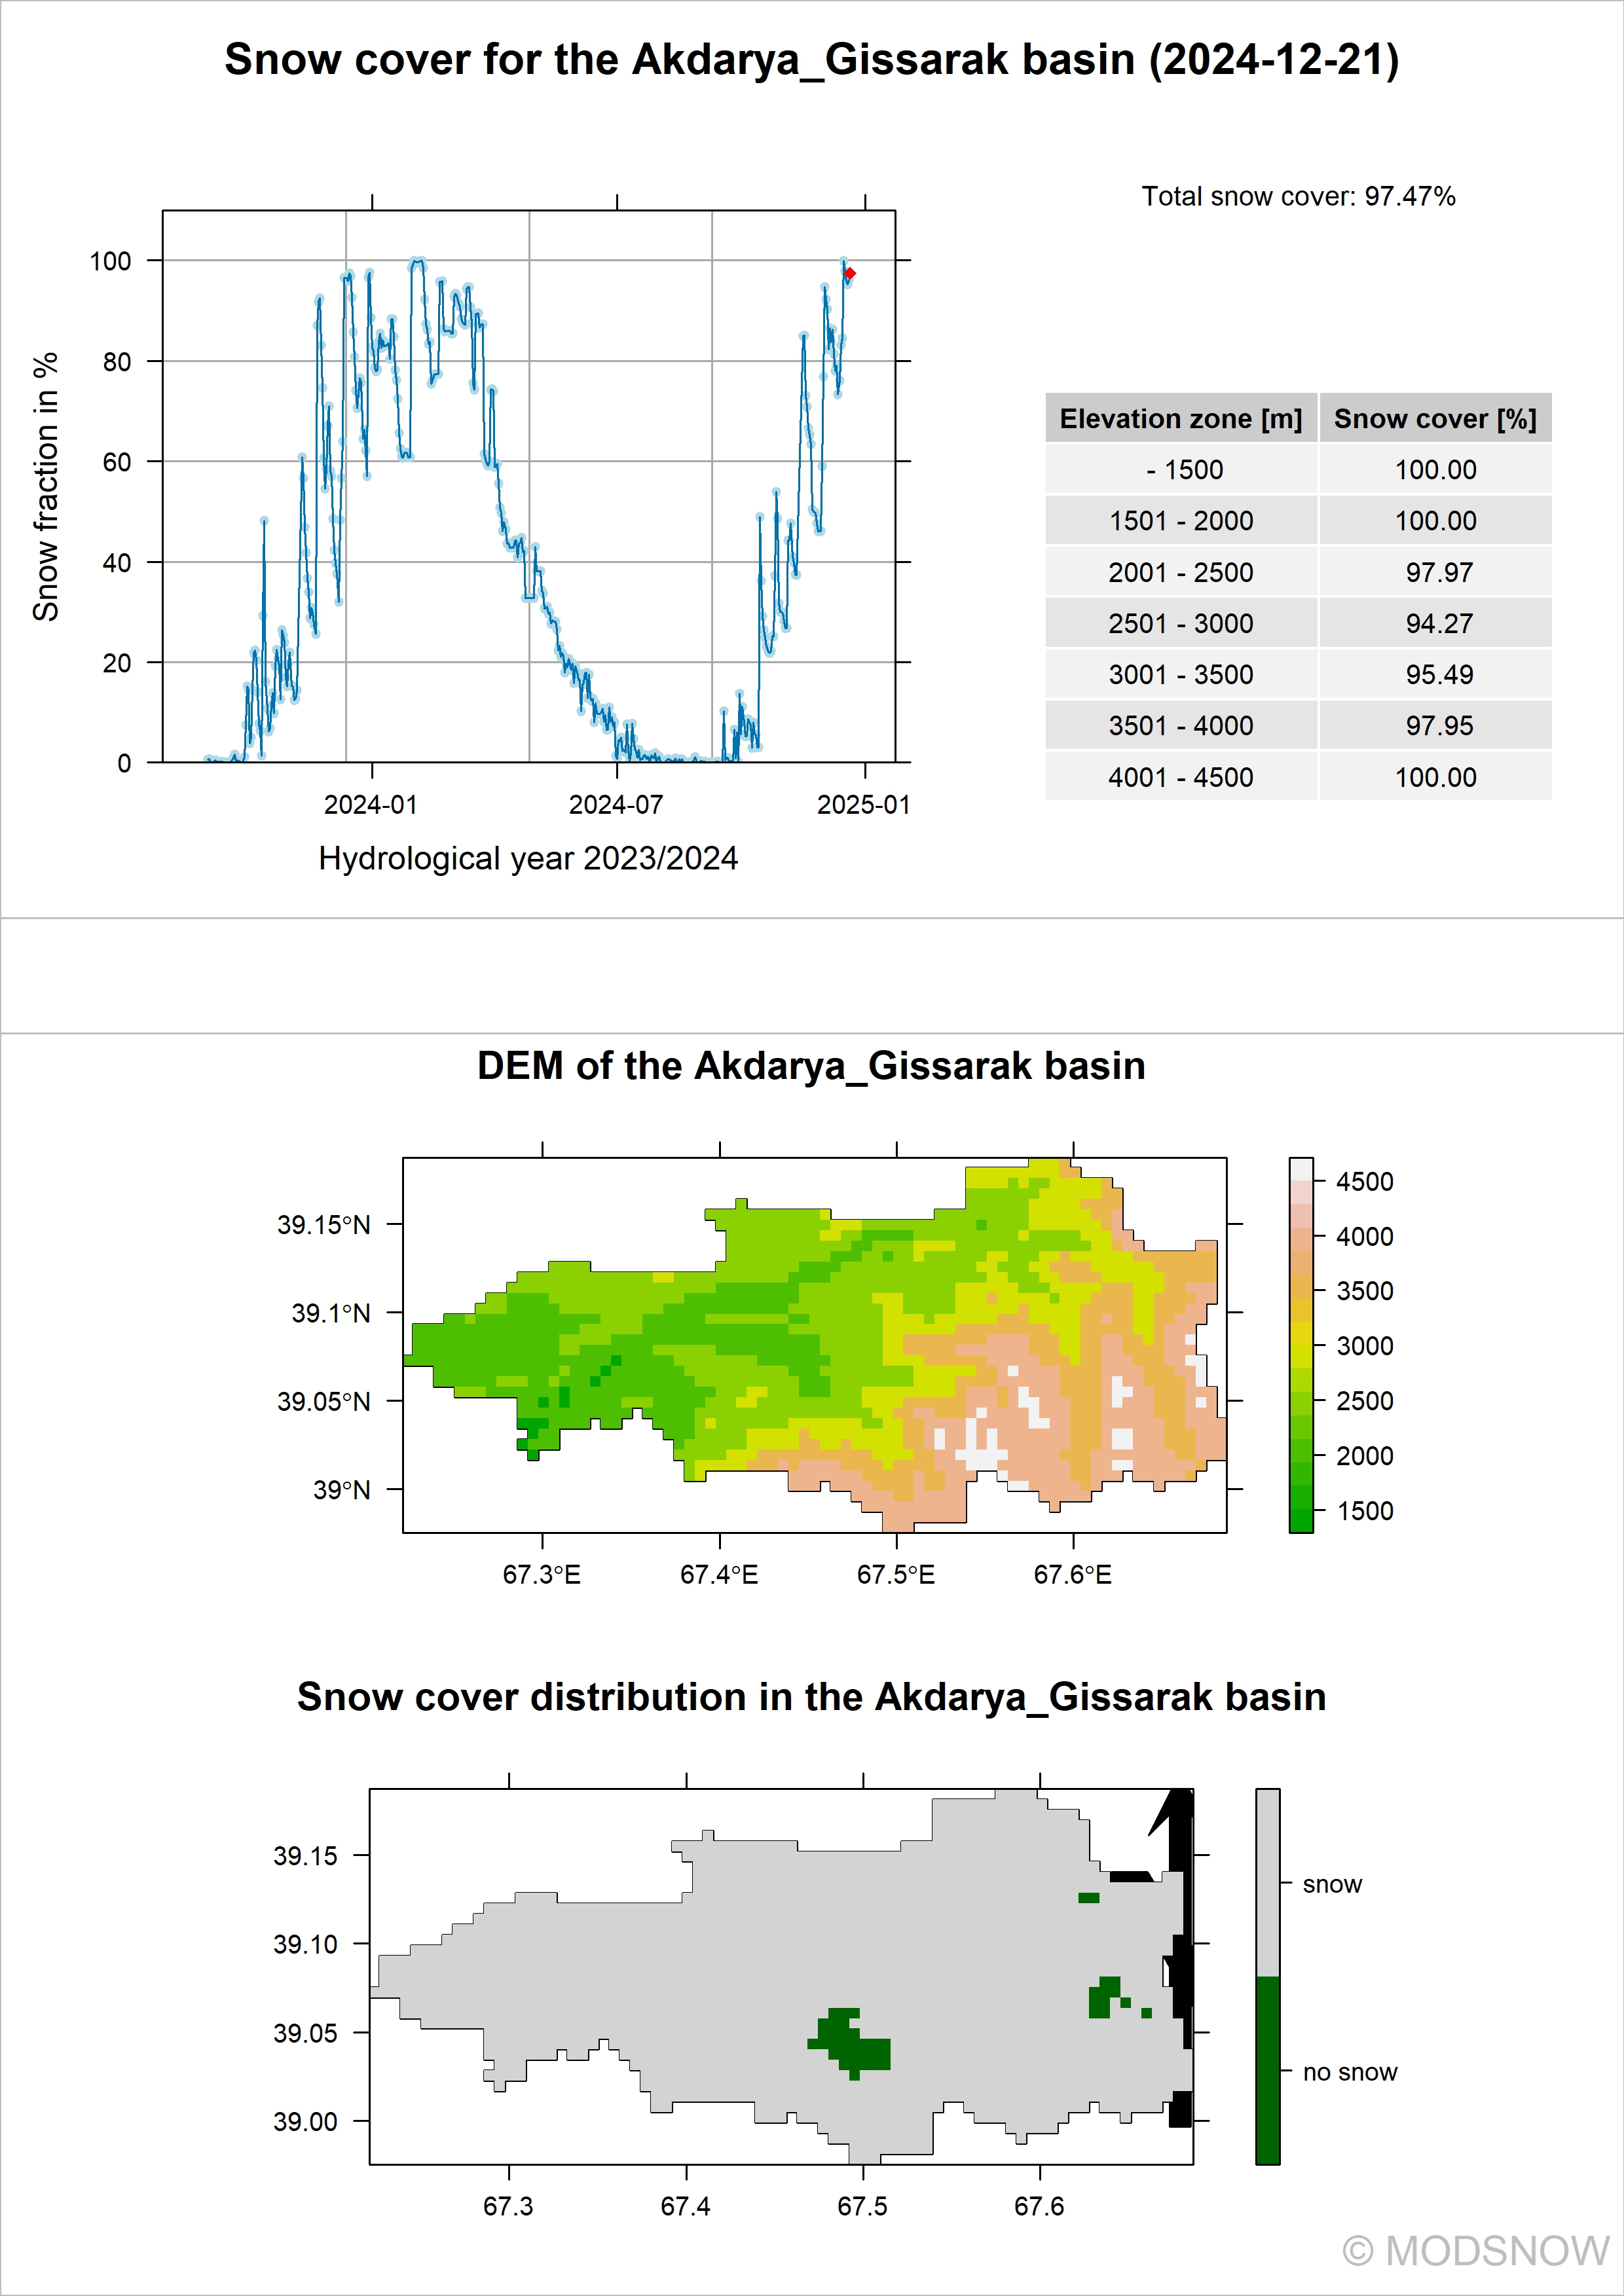 Snow cover for the Akdarya_Gissarak basin (2024-12-21)
Total snow cover: 97.47%
Snow fraction in %
100
80
60
40
20
0
2024-01 2024-07 2025-01
Hydrological year 2023/2024
Elevation zone [m] Snow cover [%]
- 1500 100.00
1501 - 2000 100.00
2001 - 2500 97.97
2501 - 3000 94.27
3001 - 3500 95.49
3501 - 4000 97.95
4001 - 4500 100.00
DEM of the Akdarya_Gissarak basin
39.15°N
39.1°N
39.05°N
39°N
67.3°E 67.4°E 67.5°E 67.6°E
4500
4000
3500
3000
2500
2000
1500
Snow cover distribution in the Akdarya_Gissarak basin
39.15
39.10
39.05
39.00
67.3 67.4 67.5 67.6
snow
no snow
© MODSNOW